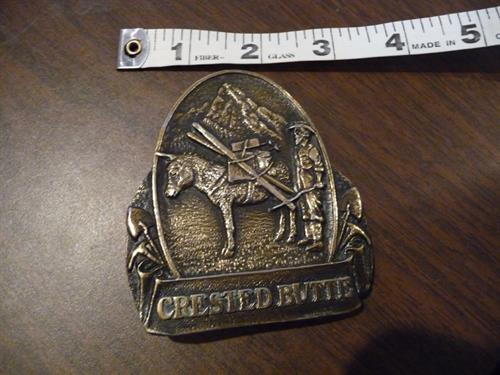 1 2 3 4 5
FIBER- GLASS MADE IN
CRESTED BUTTE